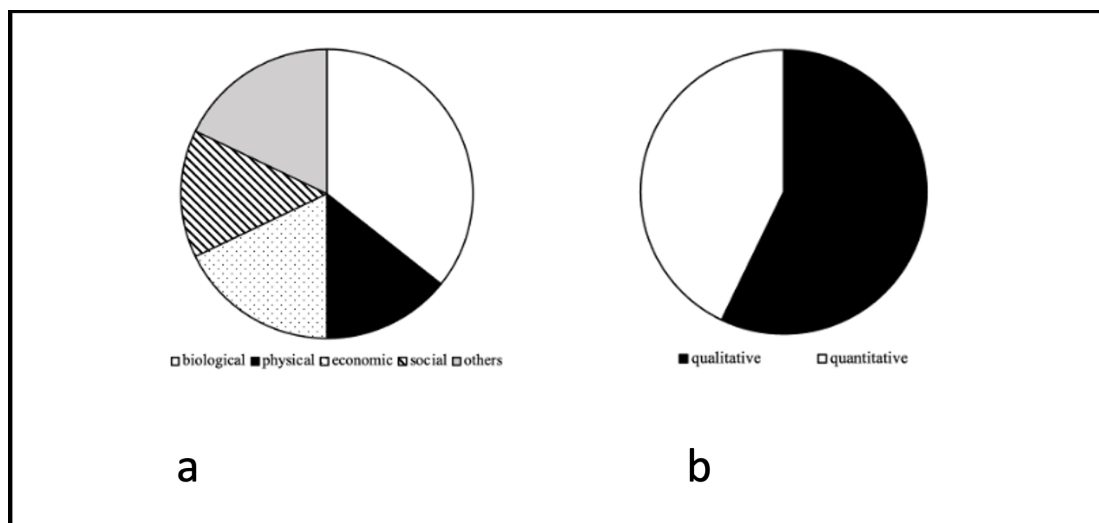 biological physical economic social others
qualitative quantitative
a
b